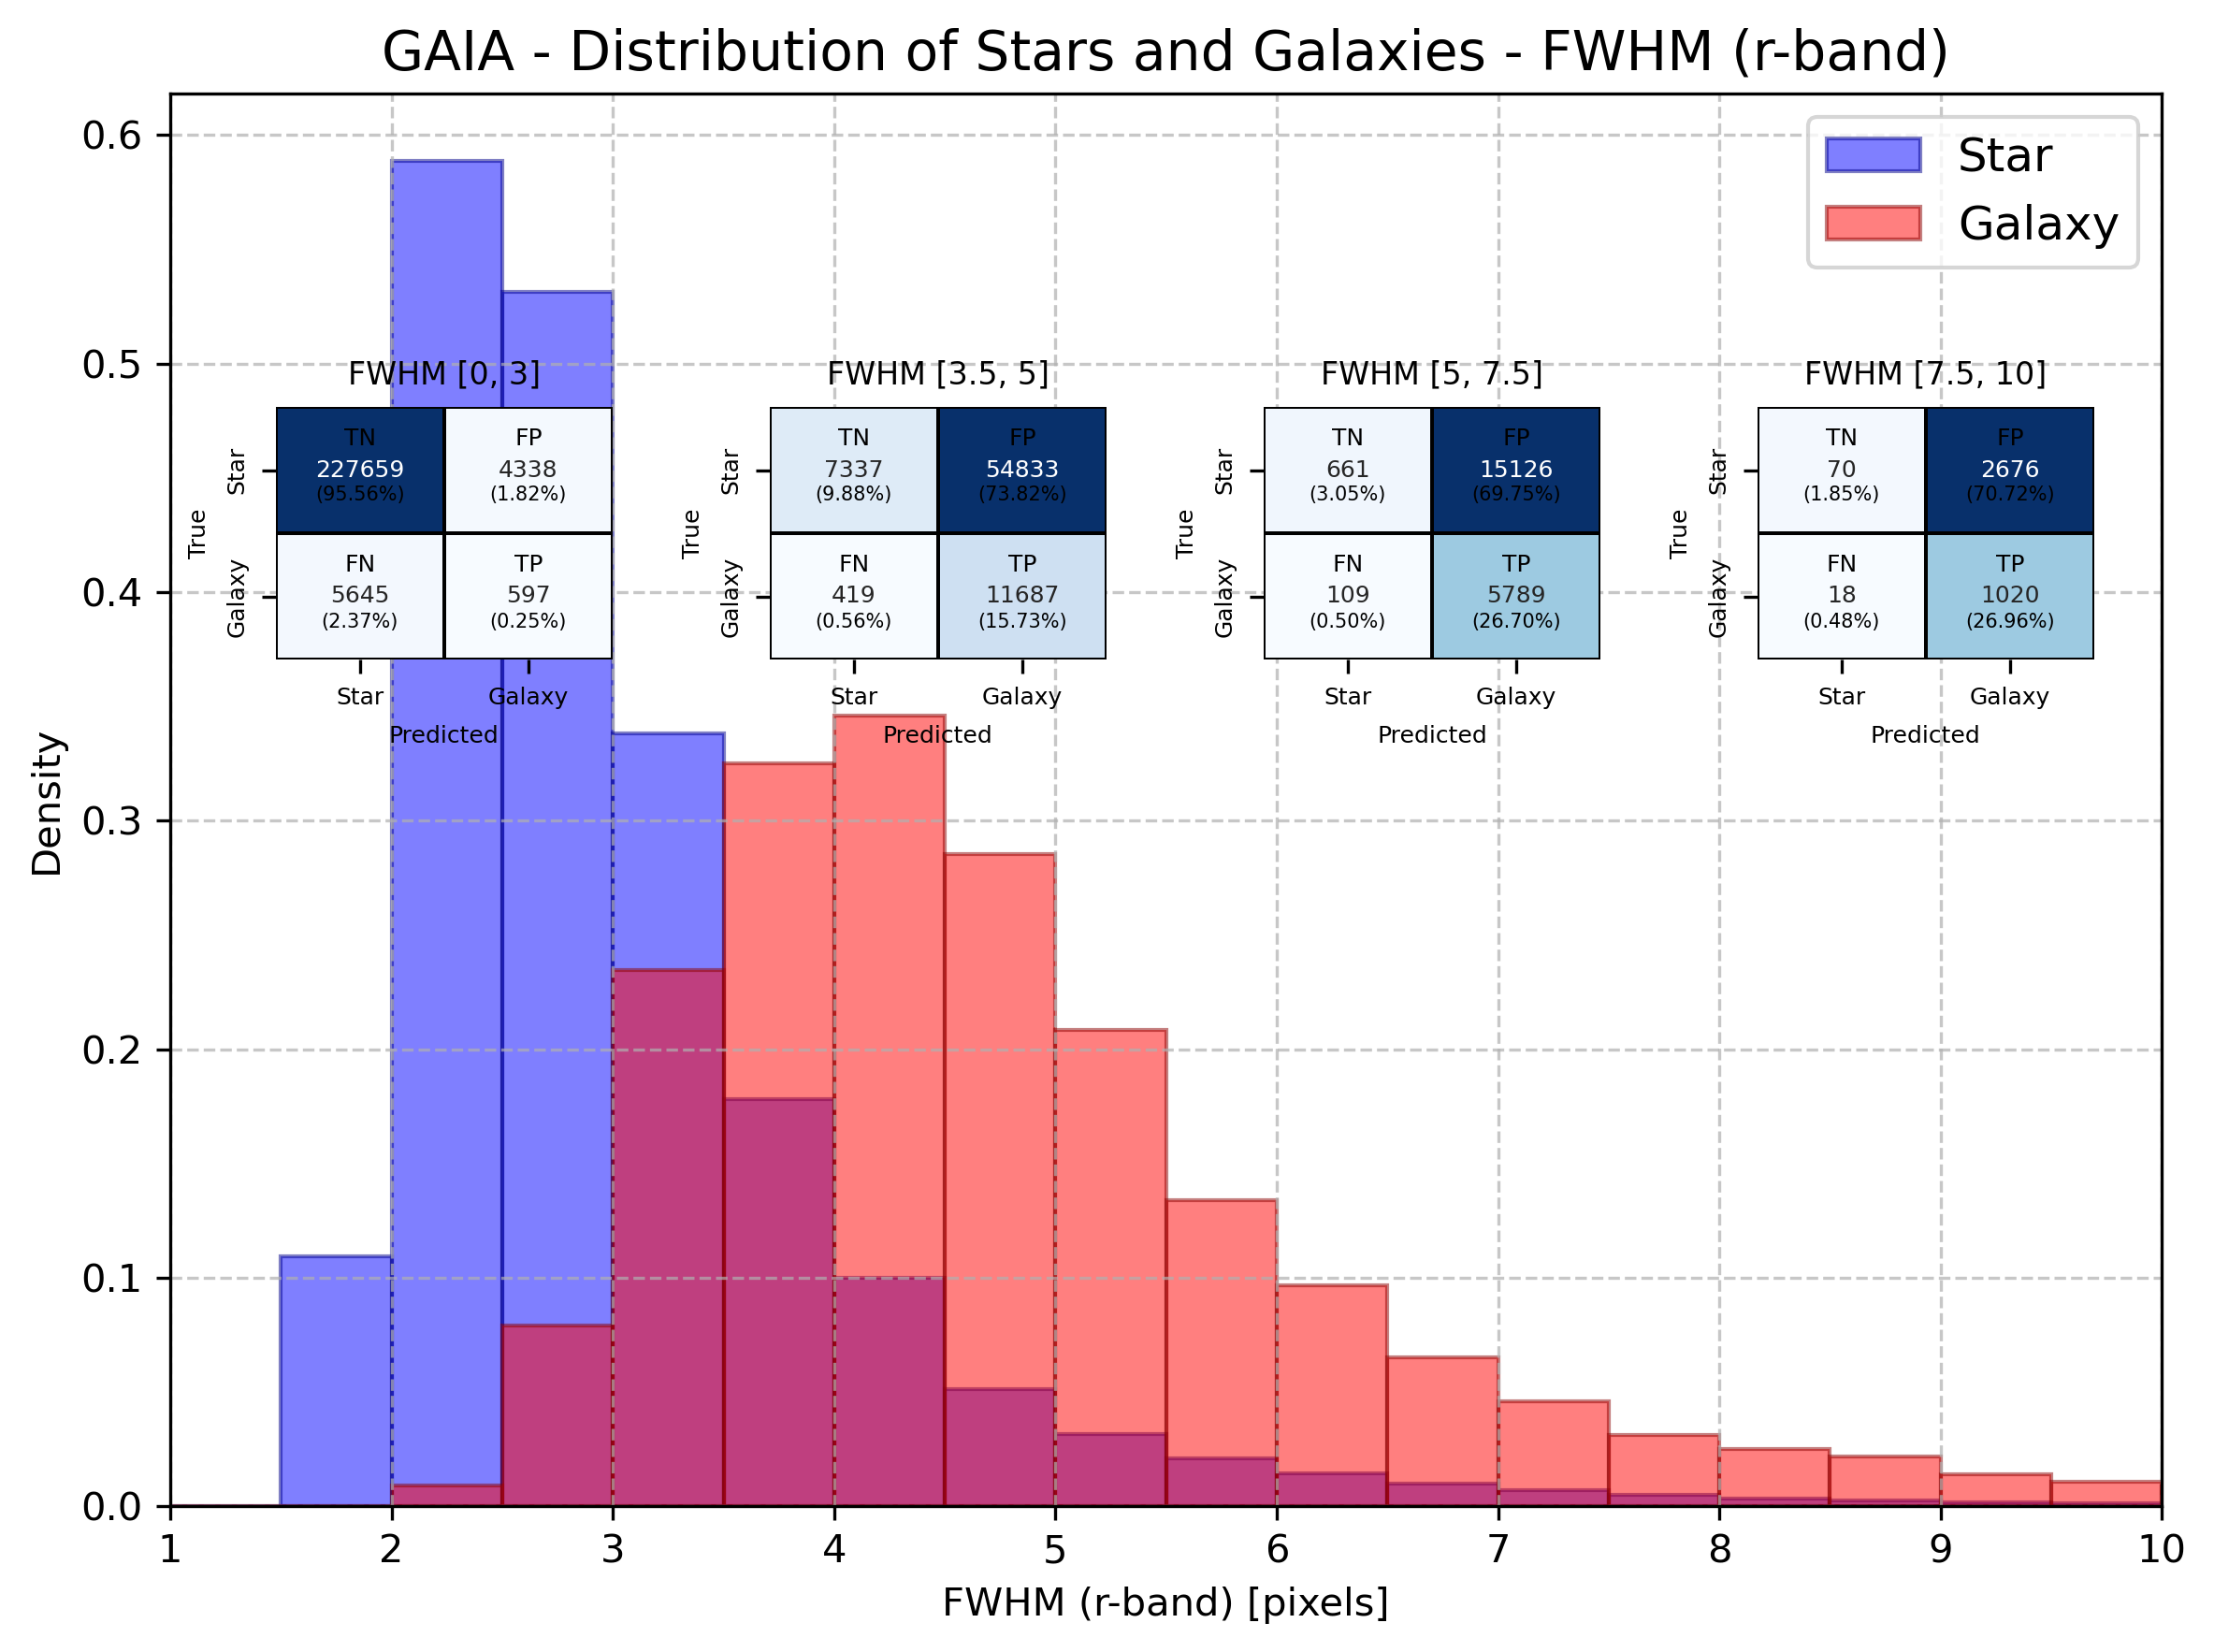 GAIA - Distribution of Stars and Galaxies - FWHM (r-band)
Star
Galaxy
Density
0.6
0.5
0.4
0.3
0.2
0.1
0.0
FWHM [0, 3]
True
Star
Galaxy
TN
227659
(95.56%)
FP
4338
(1.82%)
FN
5645
(2.37%)
TP
597
(0.25%)
Star
Galaxy
Predicted
FWHM [3.5, 5]
True
Star
Galaxy
TN
7337
(9.88%)
FP
54833
(73.82%)
FN
419
(0.56%)
TP
11687
(15.73%)
Star
Galaxy
Predicted
FWHM [5, 7.5]
True
Star
Galaxy
TN
661
(3.05%)
FP
15126
(69.75%)
FN
109
(0.50%)
TP
5789
(26.70%)
Star
Galaxy
Predicted
FWHM [7.5, 10]
True
Star
Galaxy
TN
70
(1.85%)
FP
2676
(70.72%)
FN
18
(0.48%)
TP
1020
(26.96%)
Star
Galaxy
Predicted
1 2 3 4 5 6 7 8 9 10
FWHM (r-band) [pixels]